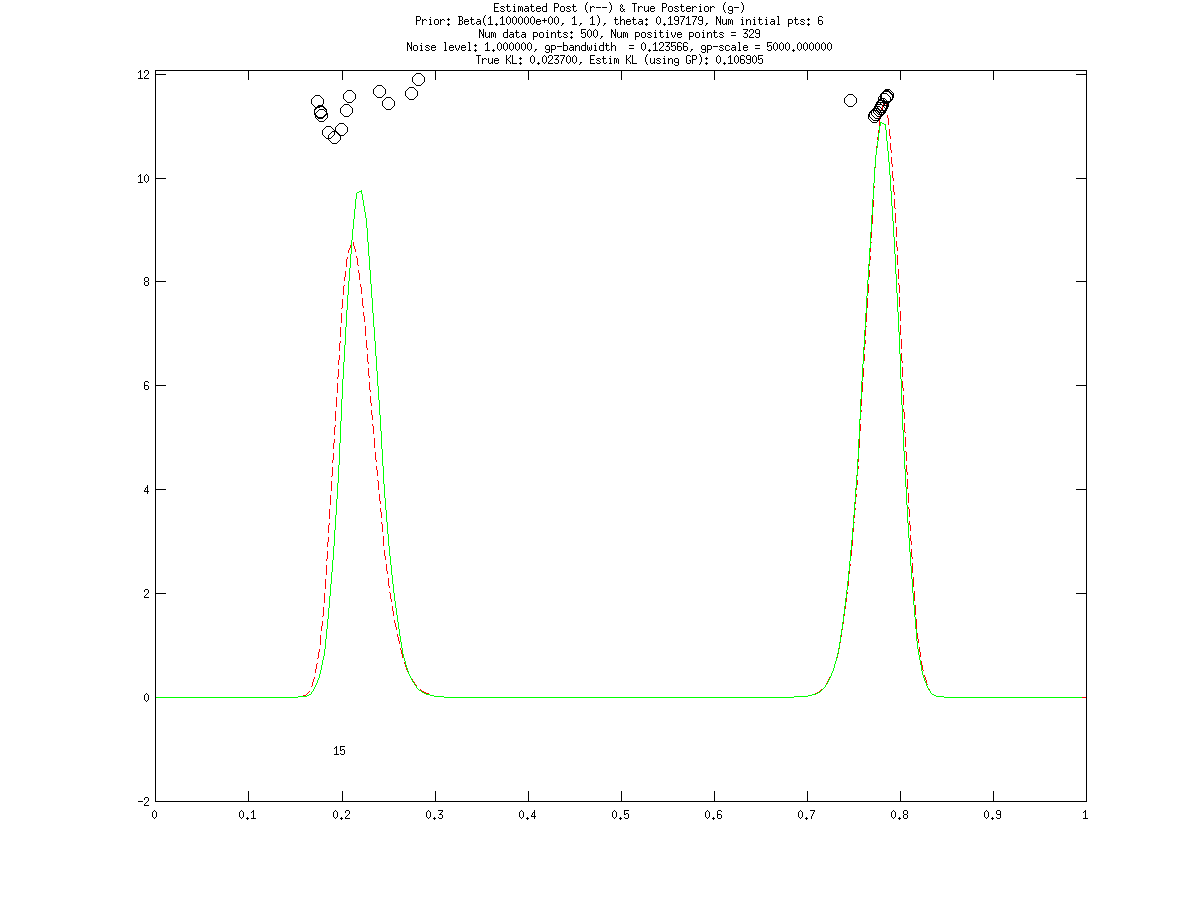 Estimated Post (r--) & True Posterior (g-)
Prior: Beta(1.100000e+00, 1, 1), theta: 0.197179, Num initial pts: 6
Num data points: 500, Num positive points = 329
Noise level: 1.000000, gp-bandwidth  = 0.123566, gp-scale = 5000.000000
True KL: 0.023700, Estim KL (using GP): 0.106905
12
10
8
6
4
2
0
15
-2
0 0.1 0.2 0.3 0.4 0.5 0.6 0.7 0.8 0.9 1